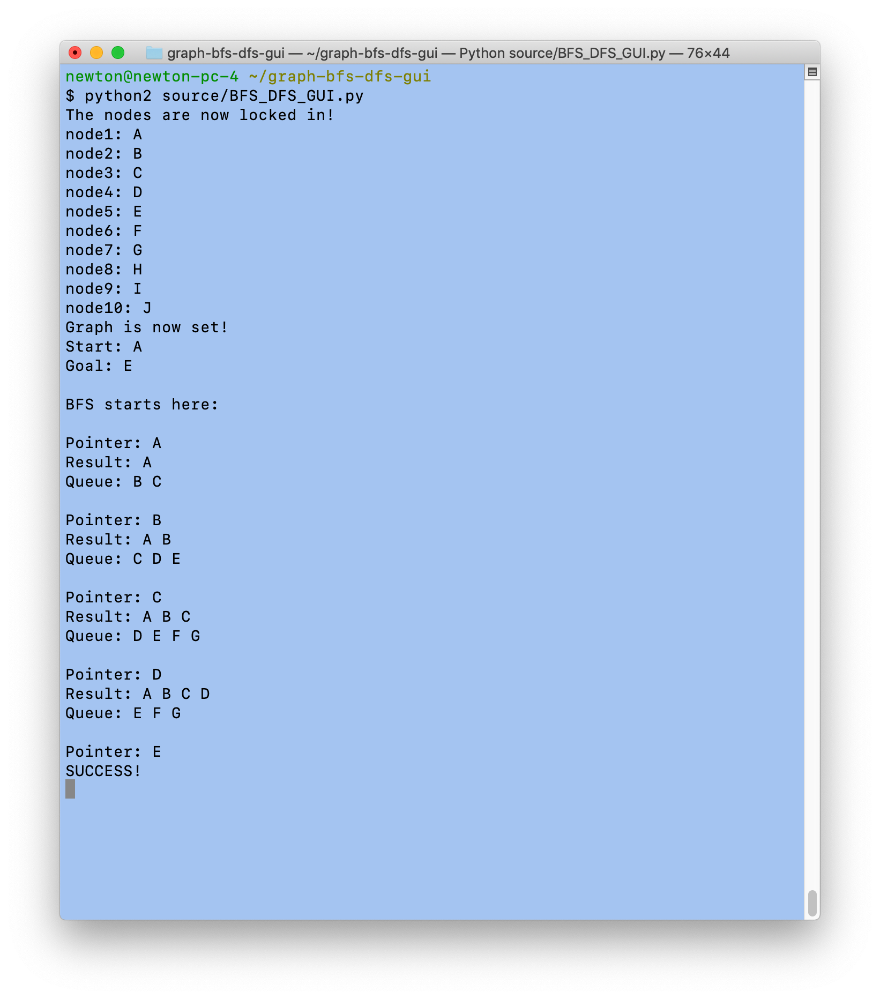 graph-bfs-dfs-gui — ~/graph-bfs-dfs-gui — Python source/BFS_DFS_GUI.py — 76×44
newton@newton-pc-4 ~/graph-bfs-dfs-gui
$ python2 source/BFS_DFS_GUI.py
The nodes are now locked in!
node1: A
node2: B
node3: C
node4: D
node5: E
node6: F
node7: G
node8: H
node9: I
node10: J
Graph is now set!
Start: A
Goal: E

BFS starts here:

Pointer: A
Result: A
Queue: B C

Pointer: B
Result: A B
Queue: C D E

Pointer: C
Result: A B C
Queue: D E F G

Pointer: D
Result: A B C D
Queue: E F G

Pointer: E
SUCCESS!